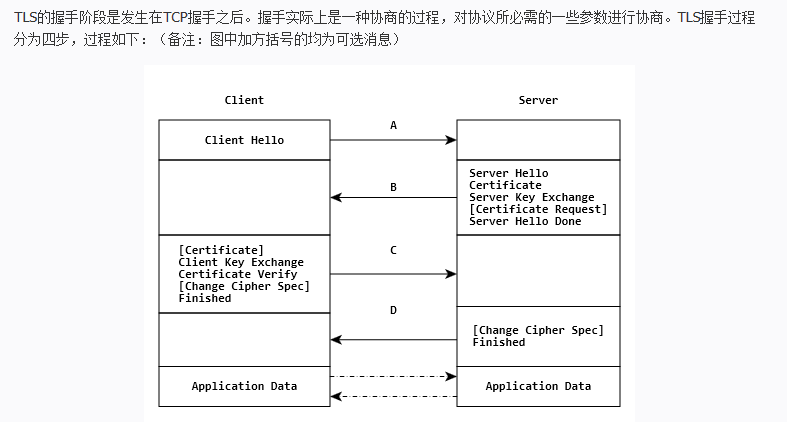 TLS的握手阶段是发生在TCP握手之后。握手实际上是一种协商的过程，对协议所必需的一些参数进行协商。TLS握手过程
分为四步，过程如下：（备注：图中加方括号的均为可选消息）
Client
Server
A
Client Hello
B
Server Hello
Certificate
Server Key Exchange
[Certificate Request]
Server Hello Done
[Certificate]
Client Key Exchange
Certificate Verify
[Change Cipher Spec]
Finished
C
D
[Change Cipher Spec]
Finished
Application Data
Application Data